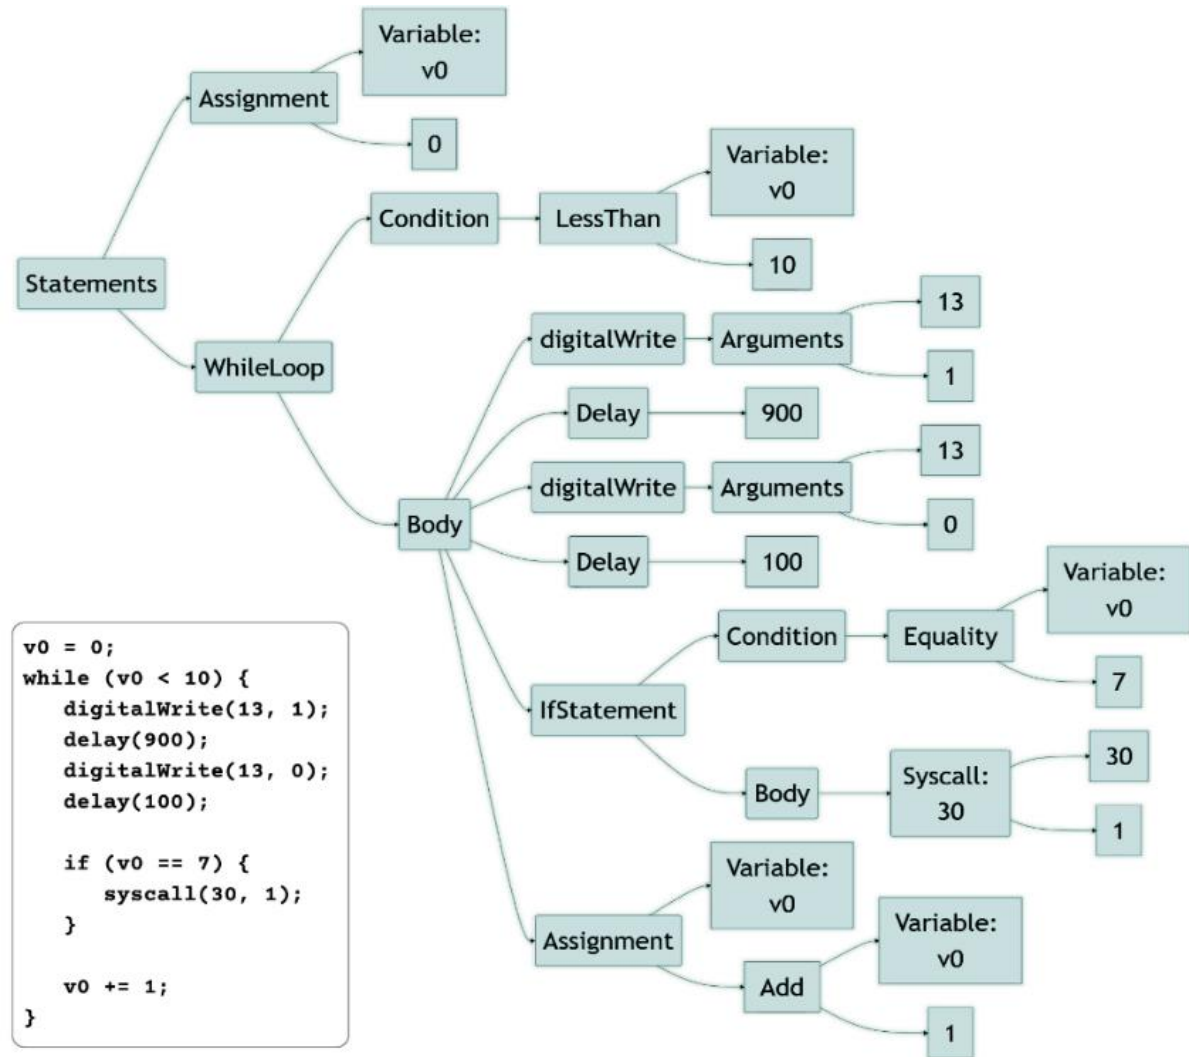 Variable:
v0
Assignment
0
Variable:
v0
Condition
LessThan
10
Statements
13
digitalWrite
Arguments
WhileLoop
1
Delay
900
13
digitalWrite
Arguments
Body
0
Delay
100
Variable:
v0
Condition
Equality
7
IfStatement
30
Body
Syscall:
30
1
Variable:
v0
Assignment
Variable:
v0
Add
1
v0 = 0;
while (v0 < 10) {
digitalWrite(13, 1);
delay(900);
digitalWrite(13, 0);
delay(100);
if (v0 == 7) {
syscall(30, 1);
}
v0 += 1;
}